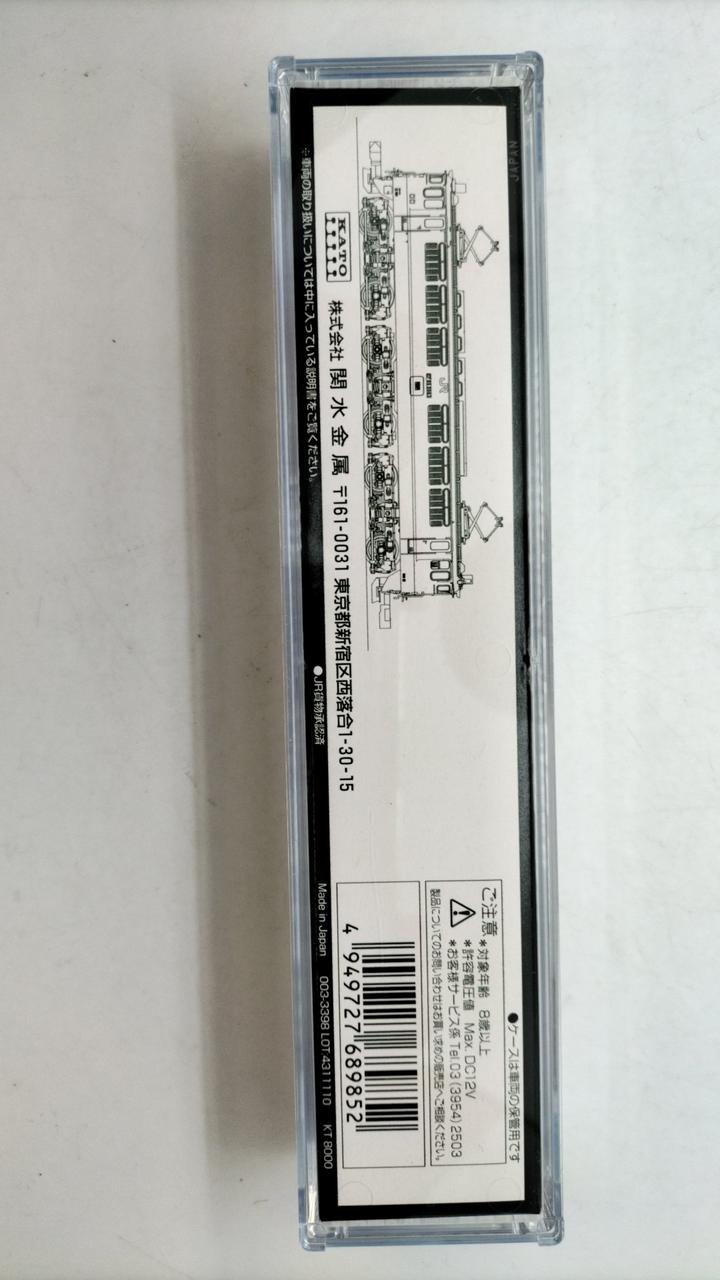 JAPAN
●ケースは車両の保管用です
JR
KATO
株式会社 関水金属 〒161-0031 東京都新宿区西落合1-30-15
ご注意
*対象年齢 8歳以上
*許容電圧値 Max. DC12V
*お客様サービス係 Tel.03(3954)2503
製品についてのお問い合わせはお買い求めの販売店へご相談ください。
4 949727 689852
※車両の取り扱いについては中に入っている説明書をご覧ください。
●JR貨物承認済
Made in Japan 003-3398 LOT:4311110 KT 8000